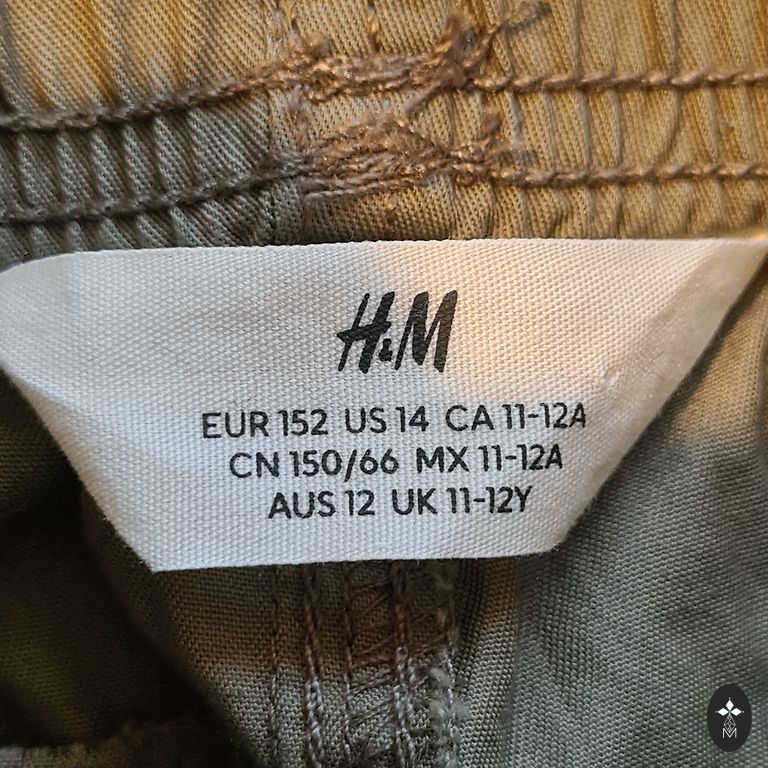 H&M
EUR 152 US 14 CA 11-12A
CN 150/66 MX 11-12A
AUS 12 UK 11-12Y
M